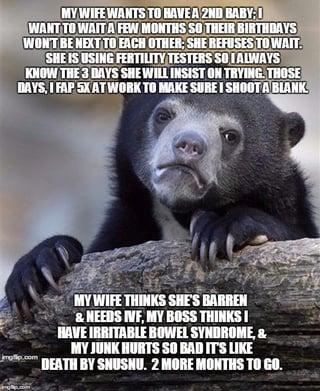 MY WIFE WANTS TO HAVE A 2ND BABY; I
WANT TO WAIT A FEW MONTHS SO THEIR BIRTHDAYS
WON'T BE NEXT TO EACH OTHER; SHE REFUSES TO WAIT.
SHE IS USING FERTILITY TESTERS SO I ALWAYS
KNOW THE 3 DAYS SHE WILL INSIST ON TRYING. THOSE
DAYS, I FAP 5X AT WORK TO MAKE SURE I SHOOT A BLANK.
MY WIFE THINKS SHE'S BARREN
& NEEDS IVF, MY BOSS THINKS I
HAVE IRRITABLE BOWEL SYNDROME, &
MY JUNK HURTS SO BAD IT'S LIKE
DEATH BY SNUSNU. 2 MORE MONTHS TO GO.
imgflip.com
imgflip.com